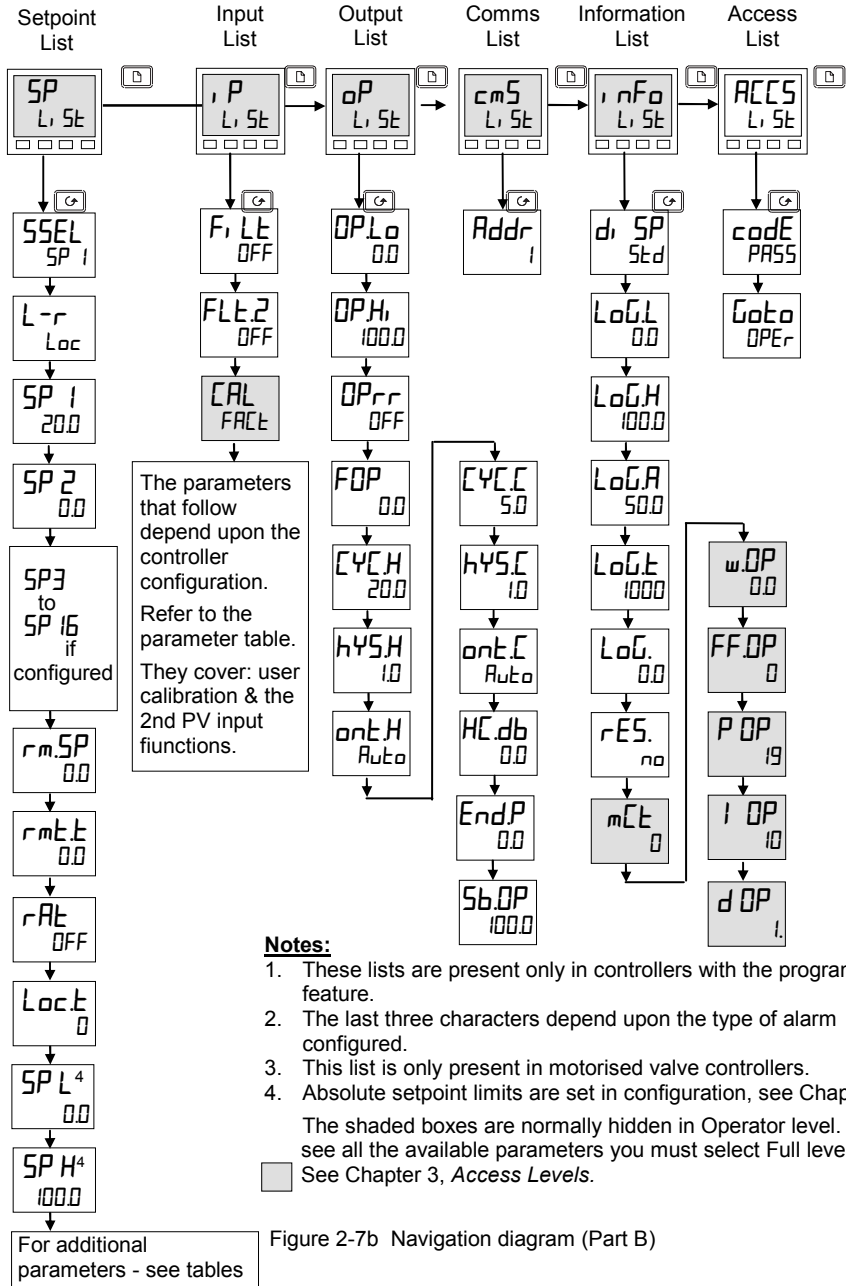 Setpoint
List
Input
List
Output
List
Comms
List
Information
List
Access
List
SP
LiSt
iP
LiSt
oP
LiSt
cmS
LiSt
inFo
LiSt
ACCS
LiSt
SSEL
SP 1
L-r
Loc
SP 1
20.0
SP 2
0.0
SP3
to
SP 16
if
configured
rm.SP
0.0
rmt.t
0.0
rAt
OFF
Loc.t
0
SP L4
0.0
SP H4
100.0
For additional
parameters - see tables
FiLt
OFF
FLt.2
OFF
CAL
FACt
The parameters
that follow
depend upon the
controller
configuration.
Refer to the
parameter table.
They cover: user
calibration & the
2nd PV input
fiunctions.
OP.Lo
0.0
OP.Hi
100.0
OPrr
OFF
FOP
0.0
CYC.H
20.0
hYS.H
1.0
ont.H
Auto
Addr
1
CYC.C
5.0
hYS.C
1.0
ont.C
Auto
HC.db
0.0
End.P
0.0
Sb.OP
100.0
diSP
Std
LoG.L
0.0
LoG.H
100.0
LoG.A
50.0
LoG.t
1000
LoG.
0.0
rES.
no
mCt
0
codE
PASS
Goto
OPEr
w.OP
0.0
FF.OP
0
P OP
19
I OP
10
d OP
1.
Notes:
1. These lists are present only in controllers with the program
feature.
2. The last three characters depend upon the type of alarm
configured.
3. This list is only present in motorised valve controllers.
4. Absolute setpoint limits are set in configuration, see Chap
The shaded boxes are normally hidden in Operator level.
see all the available parameters you must select Full leve
See Chapter 3, Access Levels.
Figure 2-7b Navigation diagram (Part B)